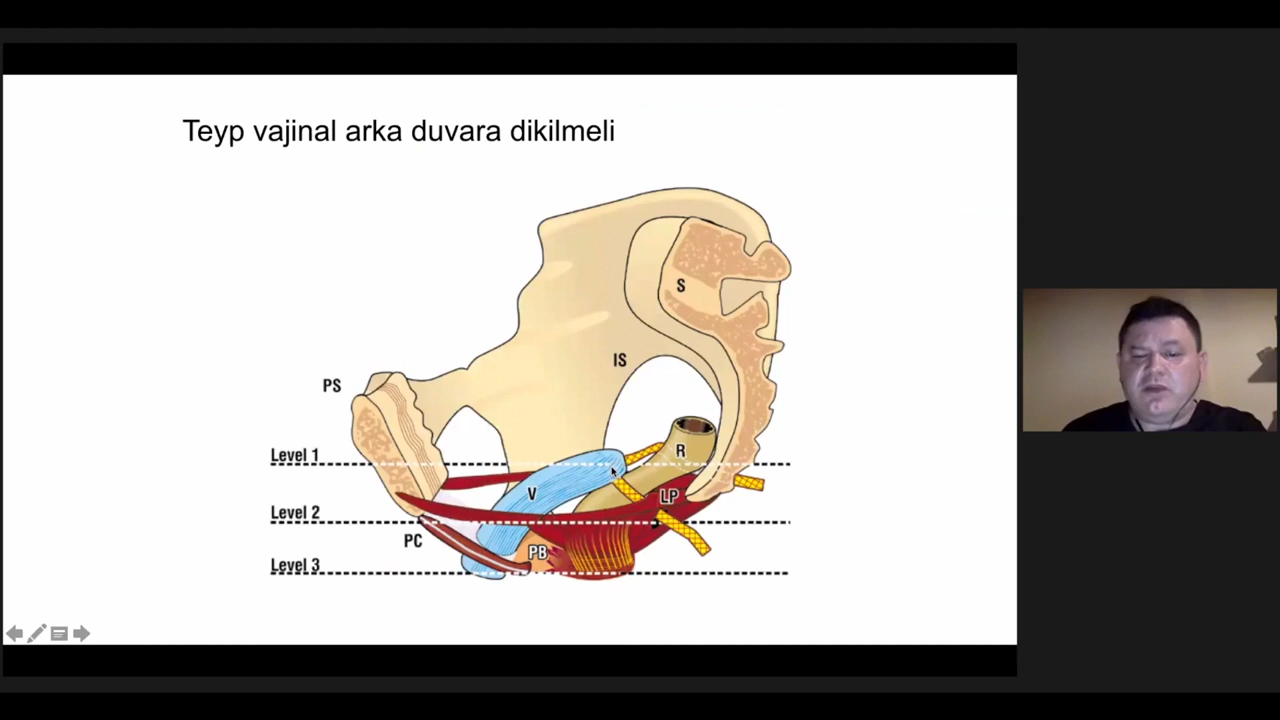 Teyp vajinal arka duvara dikilmeli
S
IS
PS
Level 1
R
V
LP
Level 2
PC
PB
Level 3